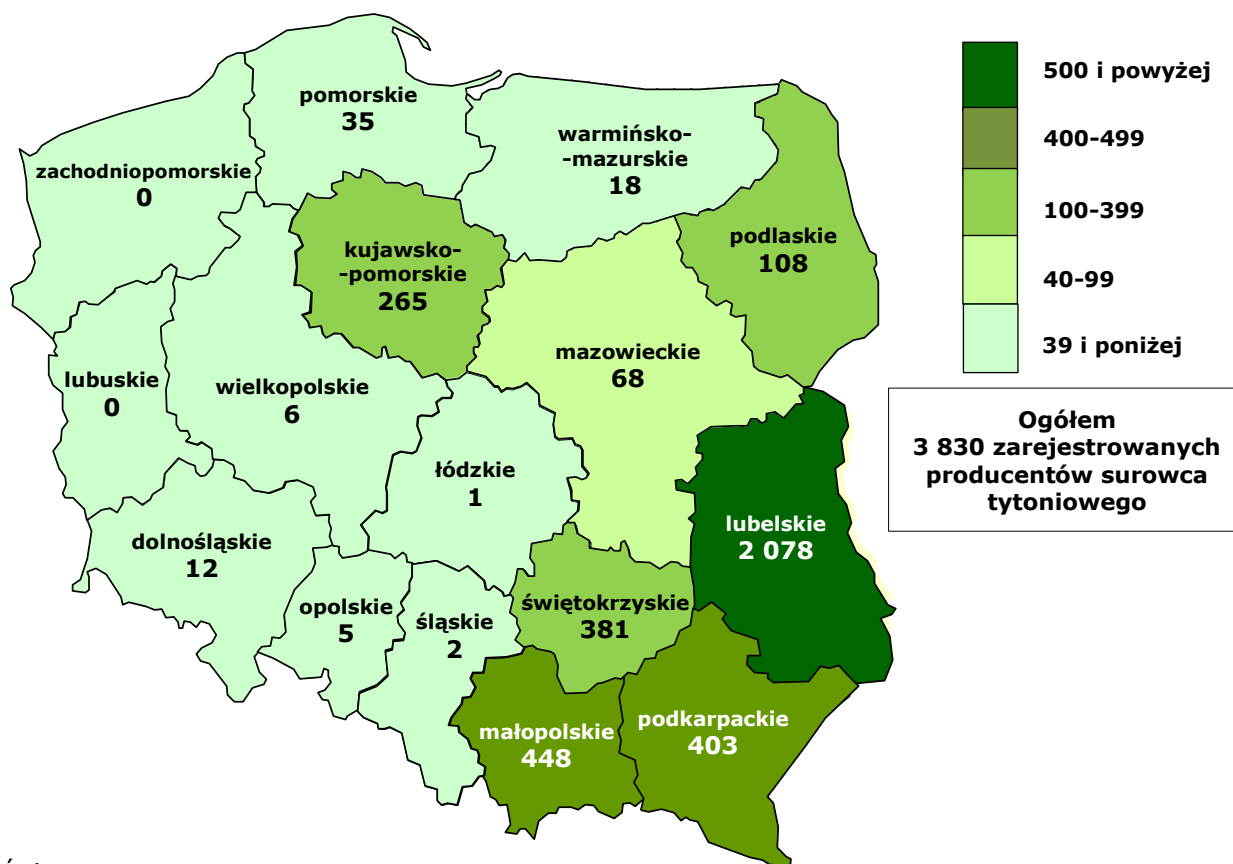 pomorskie
35
warmińsko-
-mazurskie
18
zachodniopomorskie
0
podlaskie
108
kujawsko-
-pomorskie
265
mazowieckie
68
lubuskie
0
wielkopolskie
6
łódzkie
1
lubelskie
2 078
dolnośląskie
12
opolskie
5
śląskie
2
świętokrzyskie
381
małopolskie
448
podkarpackie
403
500 i powyżej
400-499
100-399
40-99
39 i poniżej
Ogółem
3 830 zarejestrowanych
producentów surowca
tytoniowego